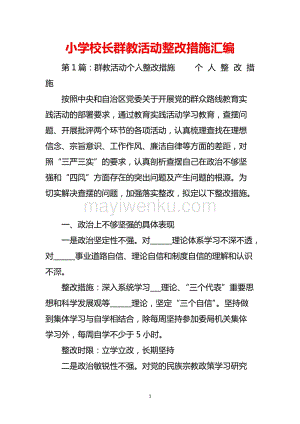 小学校长群教活动整改措施汇编
第 1 篇：群教活动个人整改措施 个 人 整 改 措
施
按照中央和自治区党委关于开展党的群众路线教育实
践活动的部署要求，通过教育实践活动学习教育，查摆问
题、开展批评两个环节的各项活动，认真梳理查找在理想信
念、宗旨意识、工作作风、廉洁自律等方面的差距，对
照“三严三实”的要求，认真剖析查摆自己在政治不够坚
强和“四风”方面存在的突出问题及产生问题的根源。为
切实解决查摆的问题，加强落实整改，拟定以下整改措施。
mayiwenku.com
一、政治上不够坚强的具体表现
一是政治坚定性不强。对_____理论体系学习不深不透，
对_____事业道路自信、理论自信和制度自信的理解和认
识不深。
整改措施：深入系统学习____理论、“三个代表”重要
思想和科学发展观等_____理论，坚定“三个自信”。坚持做
到集体学习与自学相结合，除每周坚持参加委局机关集体
学习外，每周自学不少于 5 小时。
整改时限：立学立改，长期坚持
二是政治敏锐性不强。对党的民族宗教政策学习研究
1